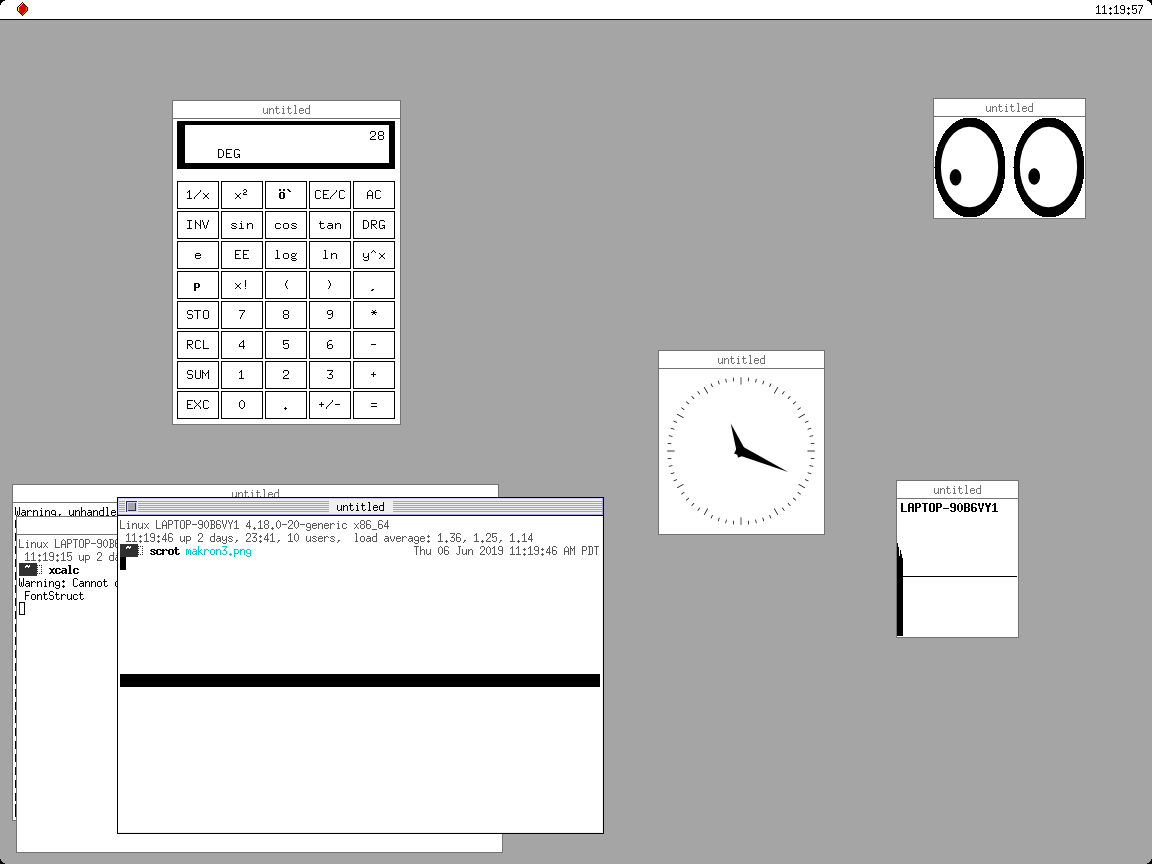 11:19:57
untitled
28
DEG
1/x x² ö` CE/C AC
INV sin cos tan DRG
e EE log ln y^x
p x! ( ) ,
STO 7 8 9 *
RCL 4 5 6 -
SUM 1 2 3 +
EXC 0 . +/- =
untitled
untitled
untitled
LAPTOP-90B6VY1
untitled
Warning, unhandle
Linux LAPTOP-90B6
11:19:15 up 2 d
~ xcalc
Warning: Cannot
FontStruct
untitled
Linux LAPTOP-90B6VY1 4.18.0-20-generic x86_64
11:19:46 up 2 days, 23:41, 10 users, load average: 1.36, 1.25, 1.14
~ scrot makron3.png Thu 06 Jun 2019 11:19:46 AM PDT